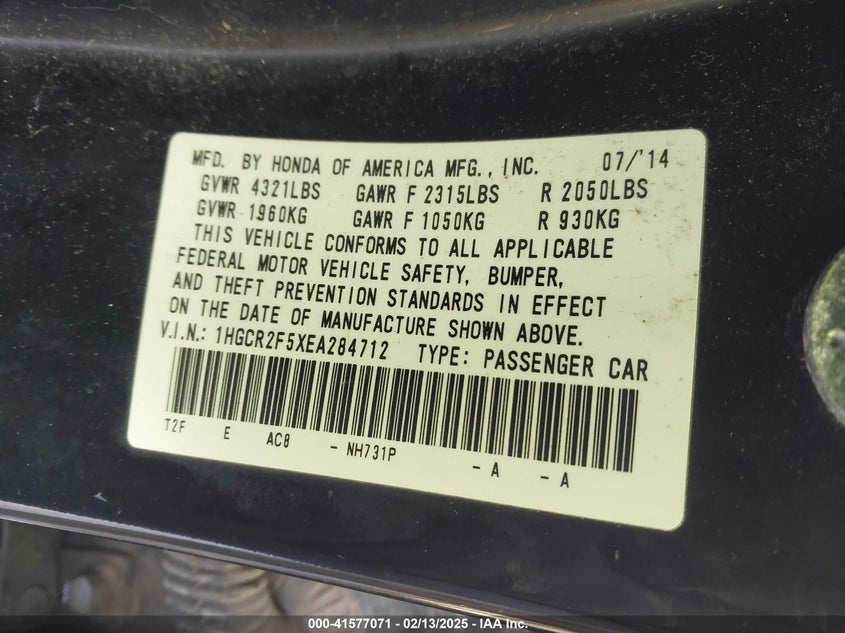 MFD. BY HONDA OF AMERICA MFG., INC. 07/'14
GVWR 4321LBS GAWR F 2315LBS R 2050LBS
GVWR 1960KG GAWR F 1050KG R 930KG
THIS VEHICLE CONFORMS TO ALL APPLICABLE
FEDERAL MOTOR VEHICLE SAFETY, BUMPER,
AND THEFT PREVENTION STANDARDS IN EFFECT
ON THE DATE OF MANUFACTURE SHOWN ABOVE.
V.I.N.: 1HGCR2F5XEA284712 TYPE: PASSENGER CAR
T2F E AC8 - NH731P - A - A
000-41577071 - 02/13/2025 - IAA Inc.